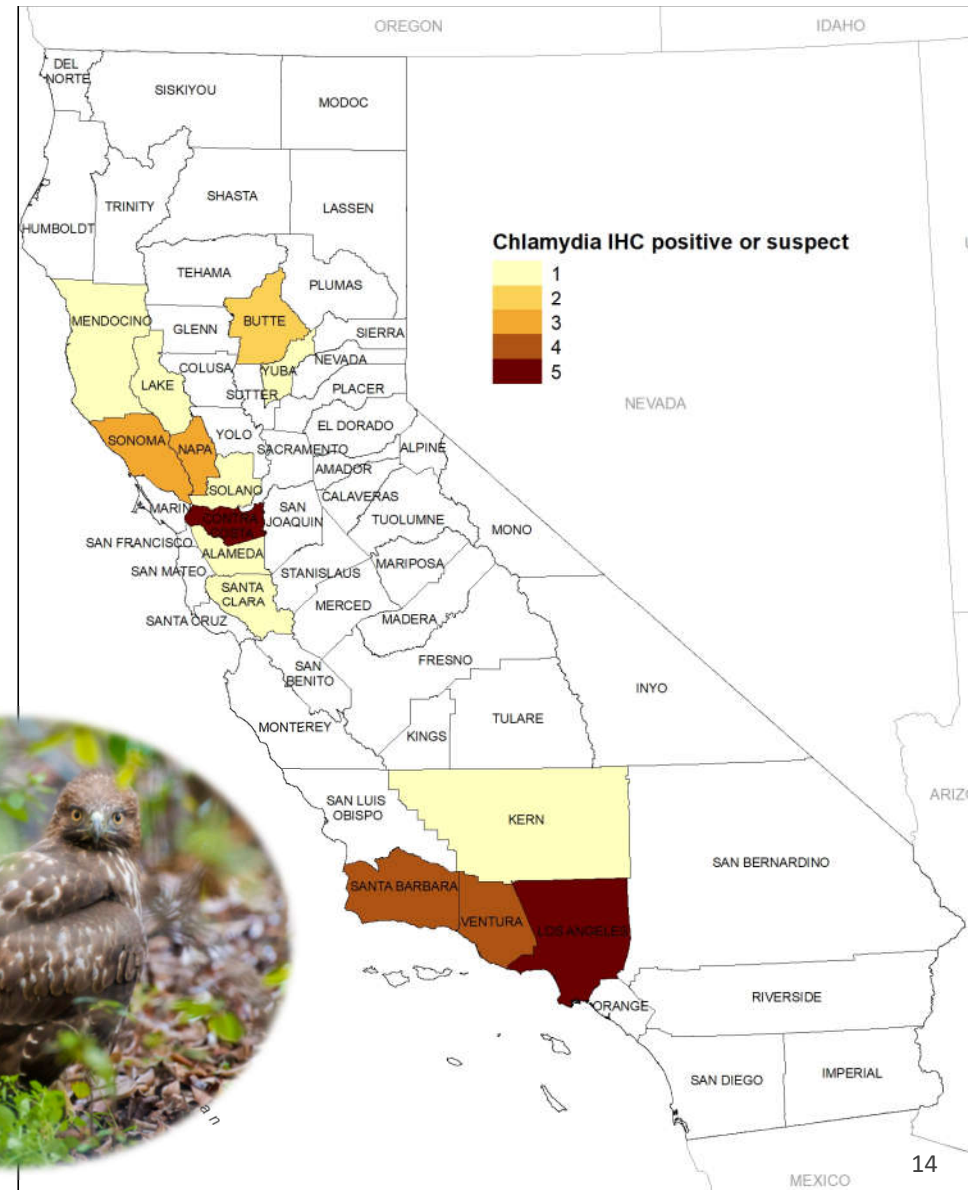 OREGON
IDAHO
DEL
NORTE
SISKIYOU
MODOC
HUMBOLDT
TRINITY
SHASTA
LASSEN
Chlamydia IHC positive or suspect
1
2
3
4
5
TEHAMA
PLUMAS
MENDOCINO
GLENN
BUTTE
SIERRA
LAKE
COLUSA
YUBA
NEVADA
SUTTER
PLACER
NEVADA
SONOMA
NAPA
YOLO
EL DORADO
SACRAMENTO
ALPINE
AMADOR
SOLANO
CALAVERAS
MARIN
CONTRA
COSTA
SAN
JOAQUIN
TUOLUMNE
MONO
SAN FRANCISCO
ALAMEDA
SAN MATEO
STANISLAUS
MARIPOSA
SANTA
CLARA
MERCED
SANTA CRUZ
MADERA
FRESNO
SAN
BENITO
INYO
MONTEREY
TULARE
KINGS
ARIZO
SAN LUIS
OBISPO
KERN
SAN BERNARDINO
SANTA BARBARA
VENTURA
LOS ANGELES
ORANGE
RIVERSIDE
SAN DIEGO
IMPERIAL
an
MEXICO
14